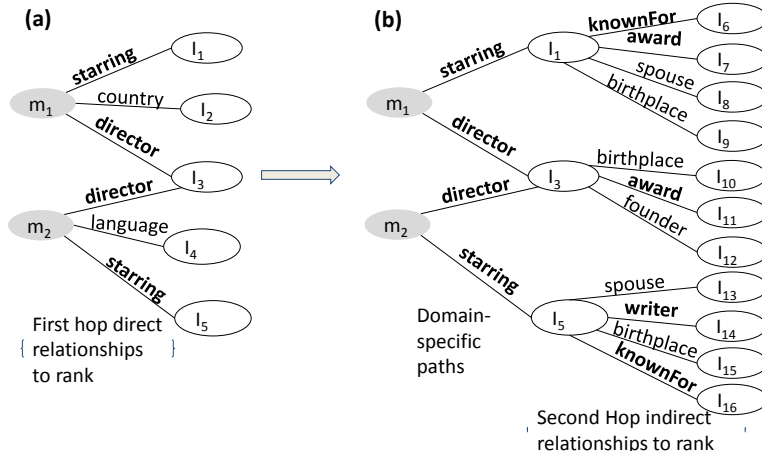 (a)
starring
I1
country
I2
m1
director
I3
director
m2
language
I4
starring
I5
First hop direct
{ relationships }
to rank
(b)
knownFor
I6
award
I7
starring
I1
spouse
I8
birthplace
I9
m1
director
birthplace
I10
director
I3
award
I11
founder
I12
m2
starring
spouse
I13
writer
I14
I5
birthplace
I15
knownFor
I16
Domain-
specific
paths
Second Hop indirect
relationships to rank